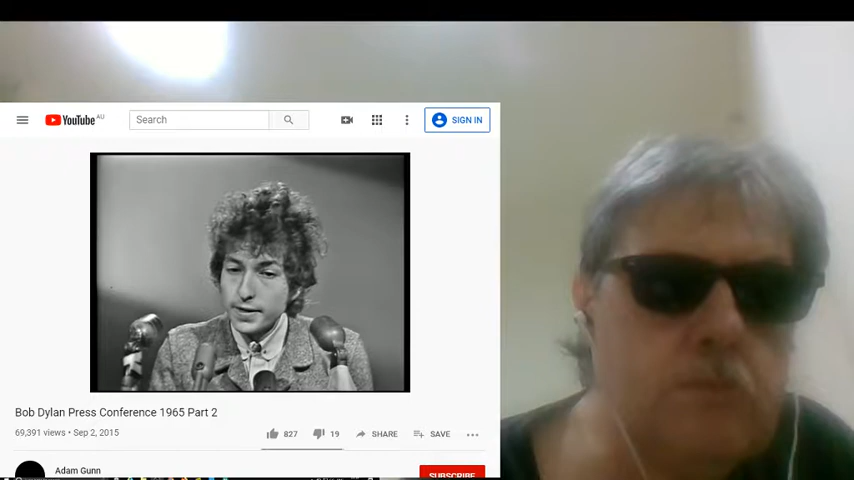 YouTube AU
Search
SIGN IN
Bob Dylan Press Conference 1965 Part 2
69,391 views • Sep 2, 2015
827
19
SHARE
SAVE
Adam Gunn
SUBSCRIBE